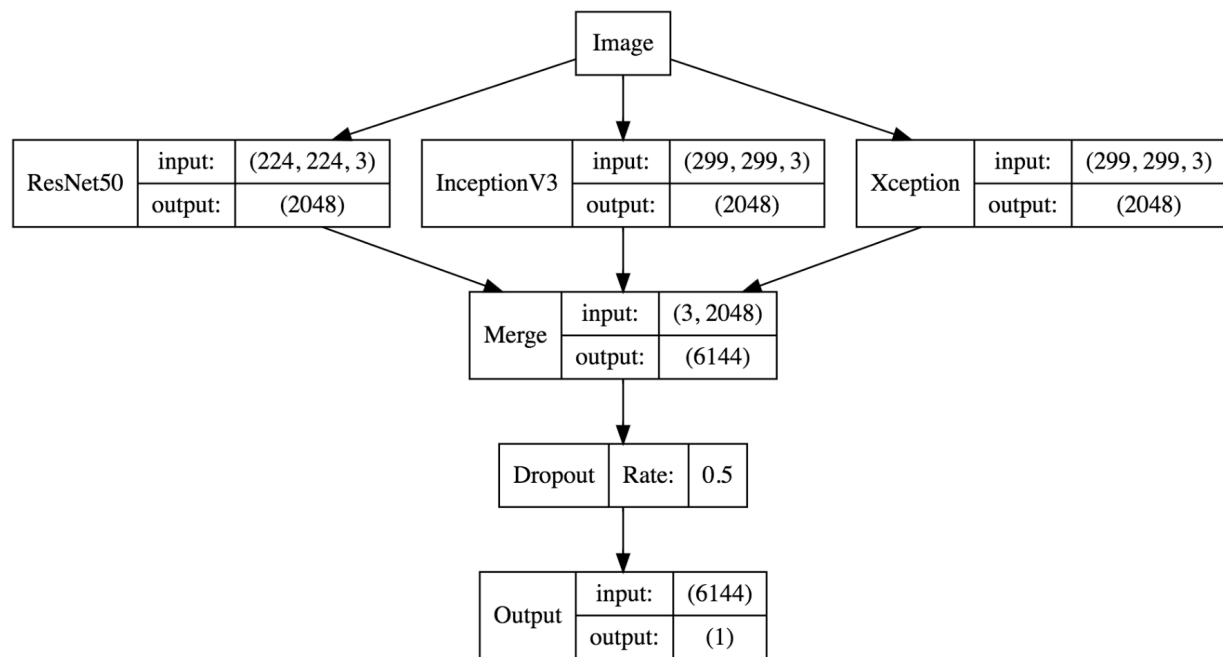 Image
ResNet50 input: (224, 224, 3)
output: (2048)
InceptionV3 input: (299, 299, 3)
output: (2048)
Xception input: (299, 299, 3)
output: (2048)
Merge input: (3, 2048)
output: (6144)
Dropout Rate: 0.5
Output input: (6144)
output: (1)